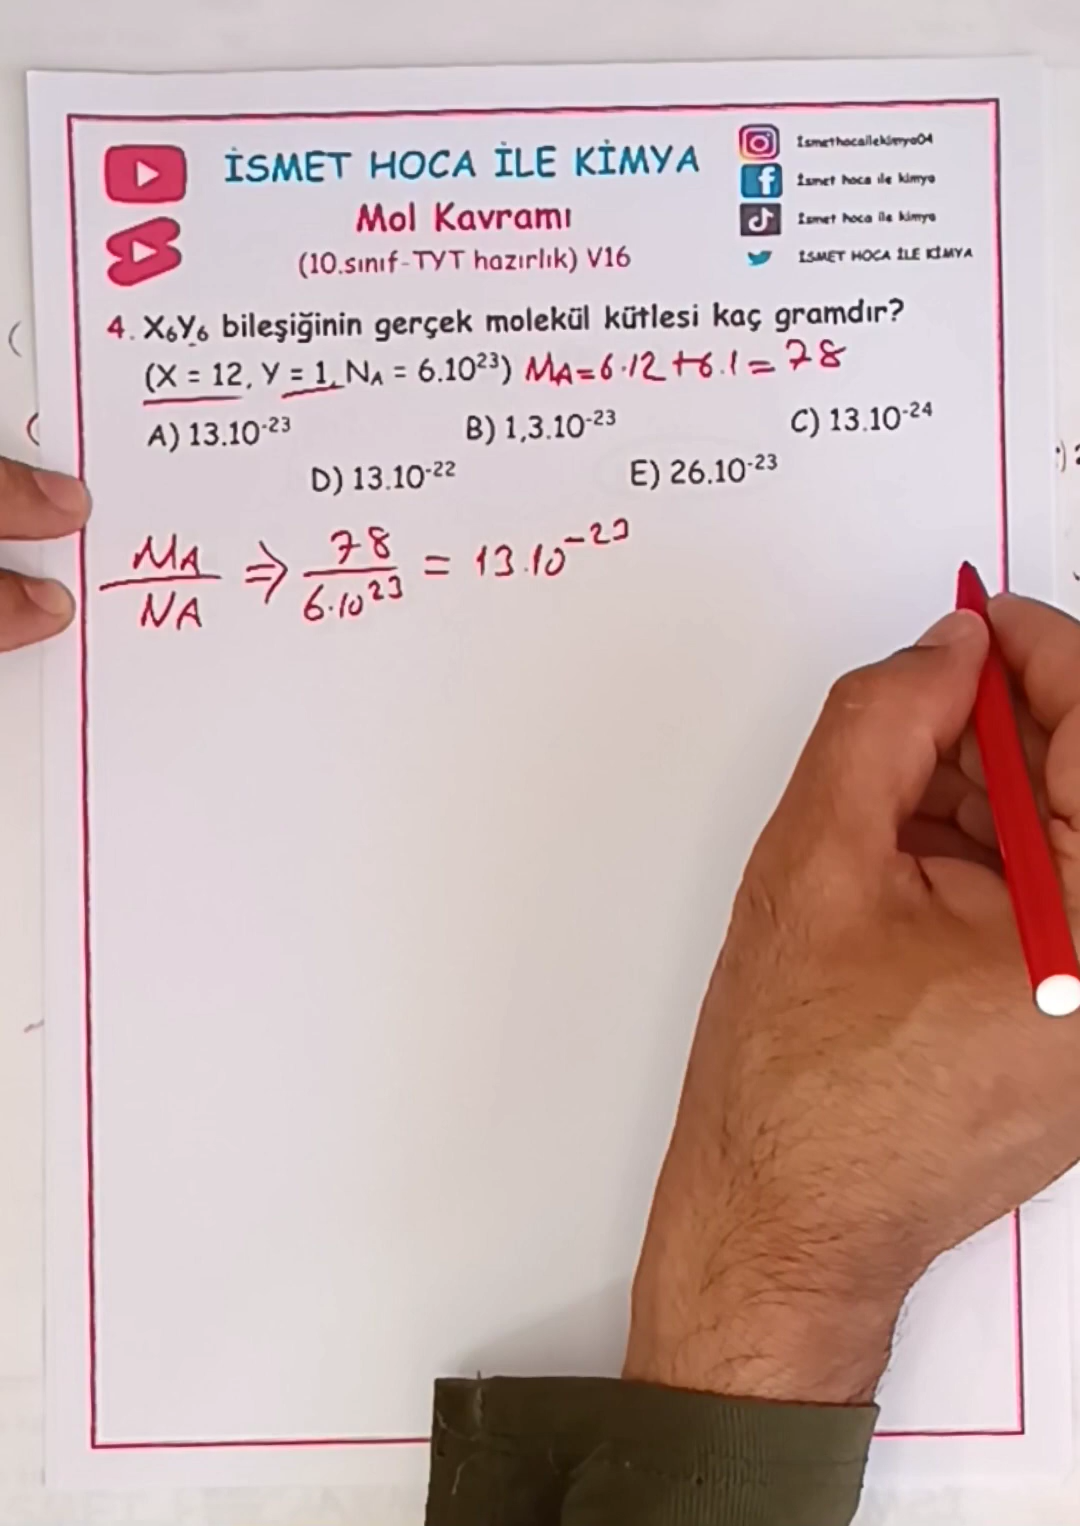 İSMET HOCA İLE KİMYA
Mol Kavramı
(10.sınıf-TYT hazırlık) V16
İsmethocailekimya04
İsmet hoca ile kimya
İsmet hoca ile kimya
İSMET HOCA İLE KİMYA
4. X₆Y₆ bileşiğinin gerçek molekül kütlesi kaç gramdır?
(X = 12, Y = 1, Nᴀ = 6.10²³) MA=6·12+6.1=78
A) 13.10⁻²³ B) 1,3.10⁻²³ C) 13.10⁻²⁴
D) 13.10⁻²² E) 26.10⁻²³
MA/NA ⇒ 78/6·10²³ = 13.10⁻²³